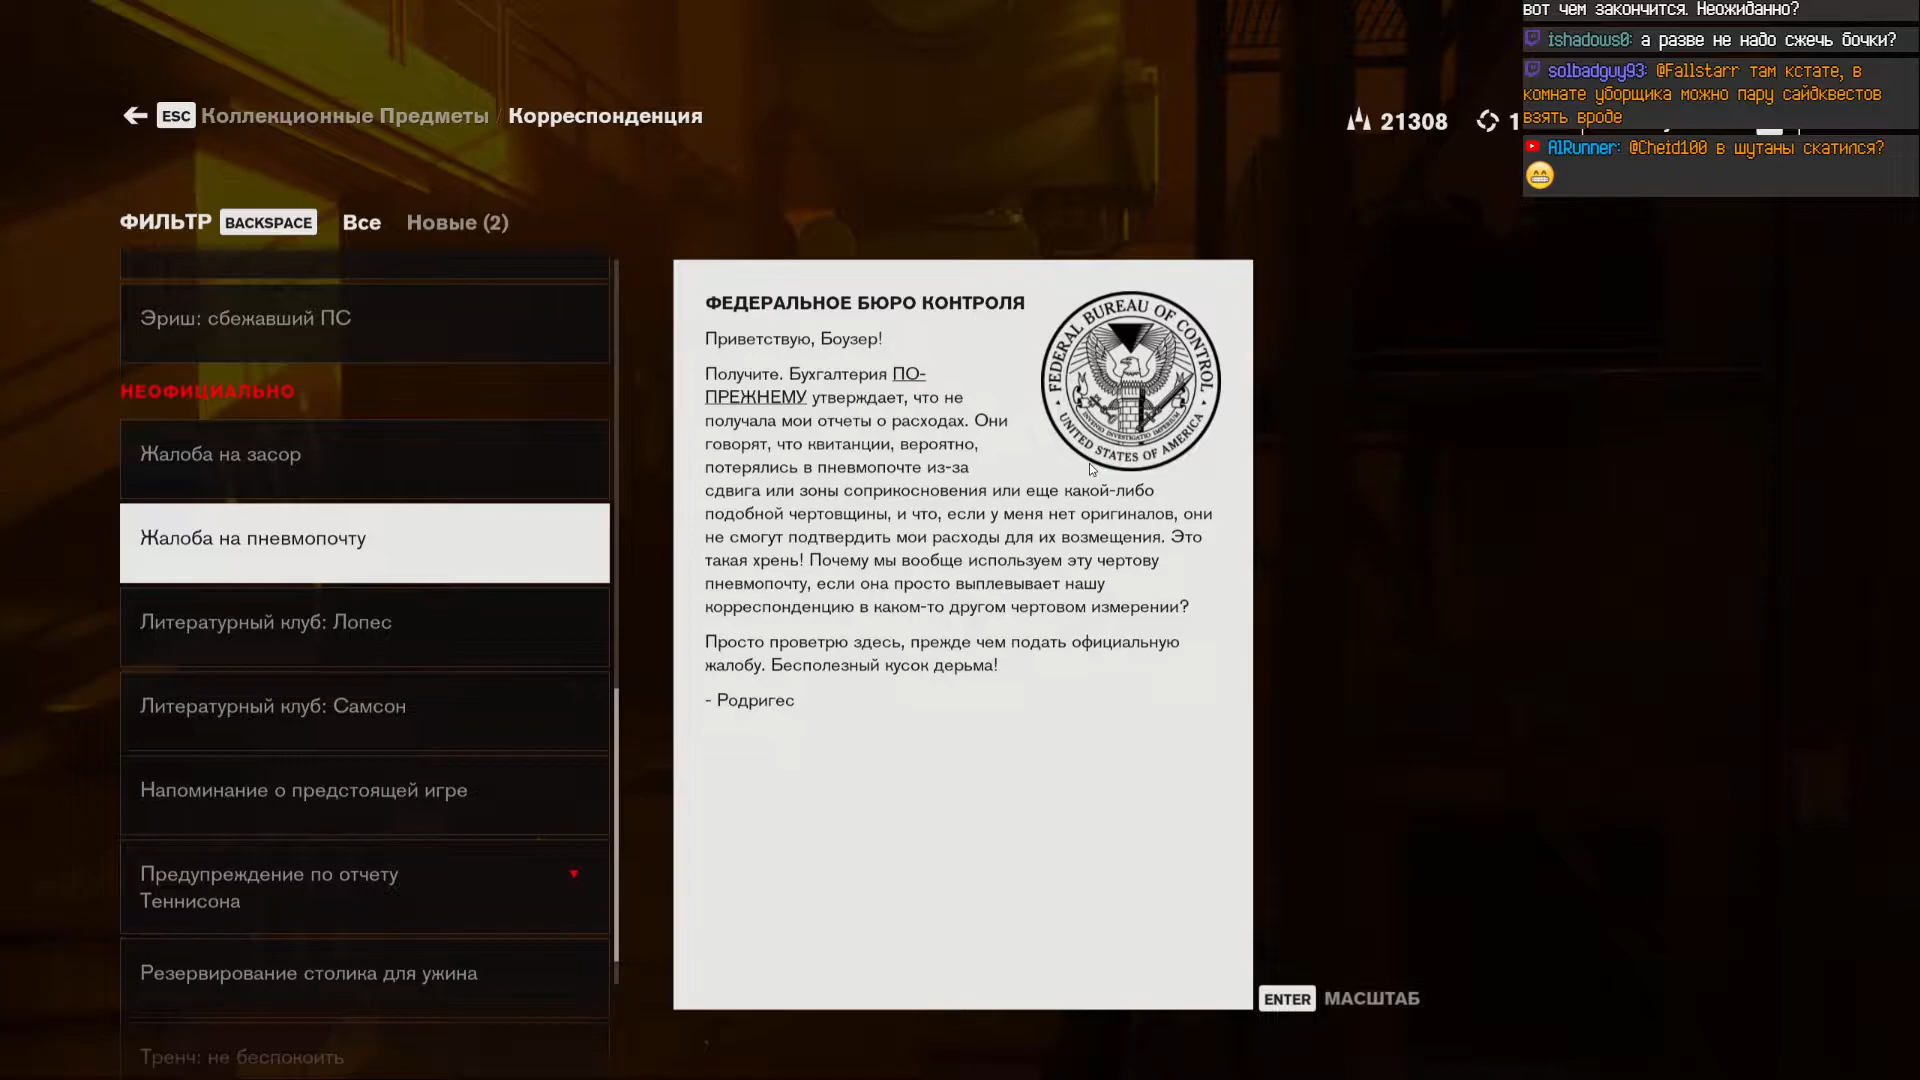 вот чем закончится. Неожиданно?
ishadows0: а разве не надо сжечь бочки?
solbadguy93: @Fallstarr там кстате, в
комнате уборщика можно пару сайдквестов
взять вроде
AlRunner: @Cheid100 в шутаны скатился?
ESC Коллекционные Предметы / Корреспонденция
21308
ФИЛЬТР BACKSPACE Все Новые (2)
Эриш: сбежавший ПС
НЕОФИЦИАЛЬНО
Жалоба на засор
Жалоба на пневмопочту
Литературный клуб: Лопес
Литературный клуб: Самсон
Напоминание о предстоящей игре
Предупреждение по отчету
Теннисона
Резервирование столика для ужина
Тренч: не беспокоить
ФЕДЕРАЛЬНОЕ БЮРО КОНТРОЛЯ
FEDERAL BUREAU OF CONTROL
INVENIO INVESTIGATIO IMPERIUM
UNITED STATES OF AMERICA
Приветствую, Боузер!
Получите. Бухгалтерия ПО-
ПРЕЖНЕМУ утверждает, что не
получала мои отчеты о расходах. Они
говорят, что квитанции, вероятно,
потерялись в пневмопочте из-за
сдвига или зоны соприкосновения или еще какой-либо
подобной чертовщины, и что, если у меня нет оригиналов, они
не смогут подтвердить мои расходы для их возмещения. Это
такая хрень! Почему мы вообще используем эту чертову
пневмопочту, если она просто выплевывает нашу
корреспонденцию в каком-то другом чертовом измерении?
Просто проветрю здесь, прежде чем подать официальную
жалобу. Бесполезный кусок дерьма!
- Родригес
ENTER МАСШТАБ